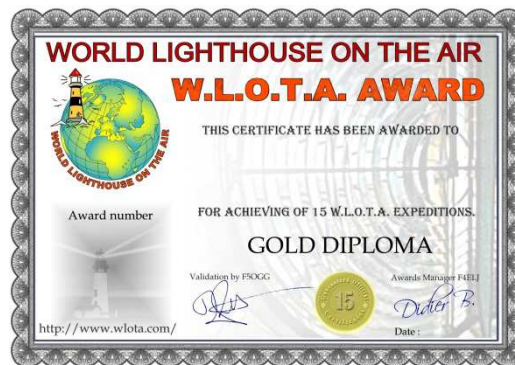 WORLD LIGHTHOUSE ON THE AIR
W.L.O.T.A. AWARD
WORLD LIGHTHOUSE ON THE AIR
THIS CERTIFICATE HAS BEEN AWARDED TO
Award number
FOR ACHIEVING OF 15 W.L.O.T.A. EXPEDITIONS.
GOLD DIPLOMA
Validation by F5OGG
Awards Manager F4ELJ
15
Didier B.
http://www.wlota.com/
Date :